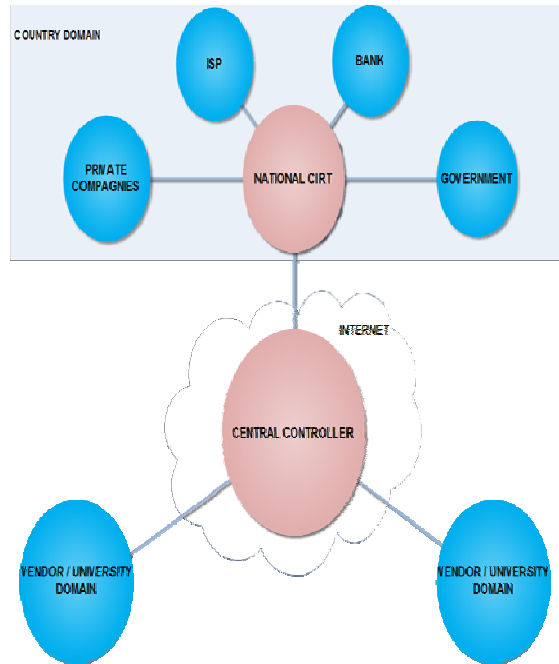 COUNTRY DOMAIN
ISP
BANK
PRIVATE
COMPAGNIES
NATIONAL CIRT
GOVERNMENT
INTERNET
CENTRAL CONTROLLER
VENDOR / UNIVERSITY
DOMAIN
VENDOR / UNIVERSITY
DOMAIN